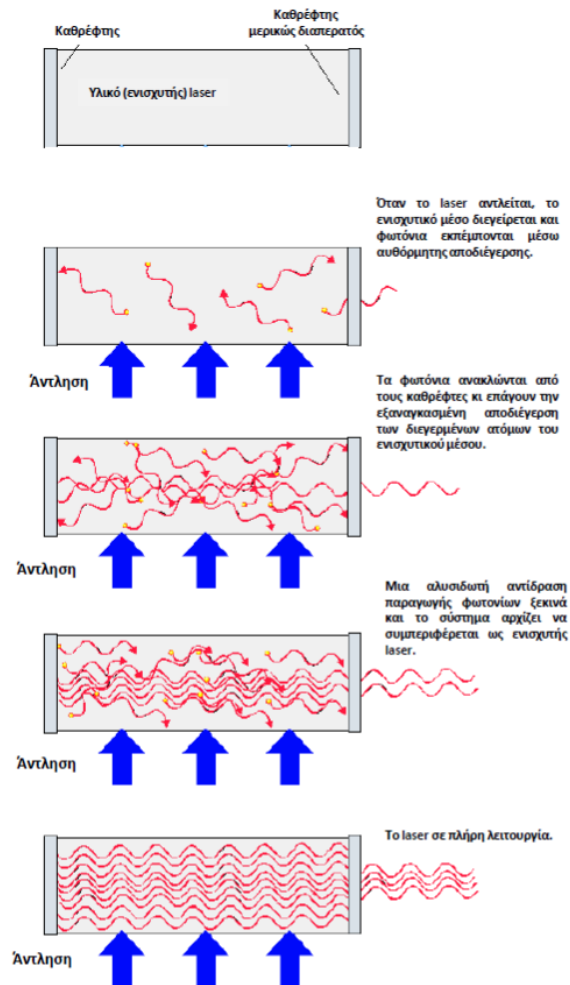 Καθρέφτης
Καθρέφτης
μερικώς διαπερατός
Υλικό (ενισχυτής) laser
Όταν το laser αντλείται, το
ενισχυτικό μέσο διεγείρεται και
φωτόνια εκπέμπονται μέσω
αυθόρμητης αποδιέγερσης.
Άντληση
Τα φωτόνια ανακλώνται από
τους καθρέφτες κι επάγουν την
εξαναγκασμένη αποδιέγερση
των διεγερμένων ατόμων του
ενισχυτικού μέσου.
Άντληση
Μια αλυσιδωτή αντίδραση
παραγωγής φωτονίων ξεκινά
και το σύστημα αρχίζει να
συμπεριφέρεται ως ενισχυτής
laser.
Άντληση
Το laser σε πλήρη λειτουργία.
Άντληση